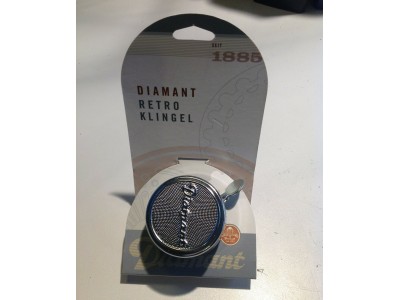 SEIT
1885
DIAMANT
RETRO
KLINGEL
Diamant
Diamant